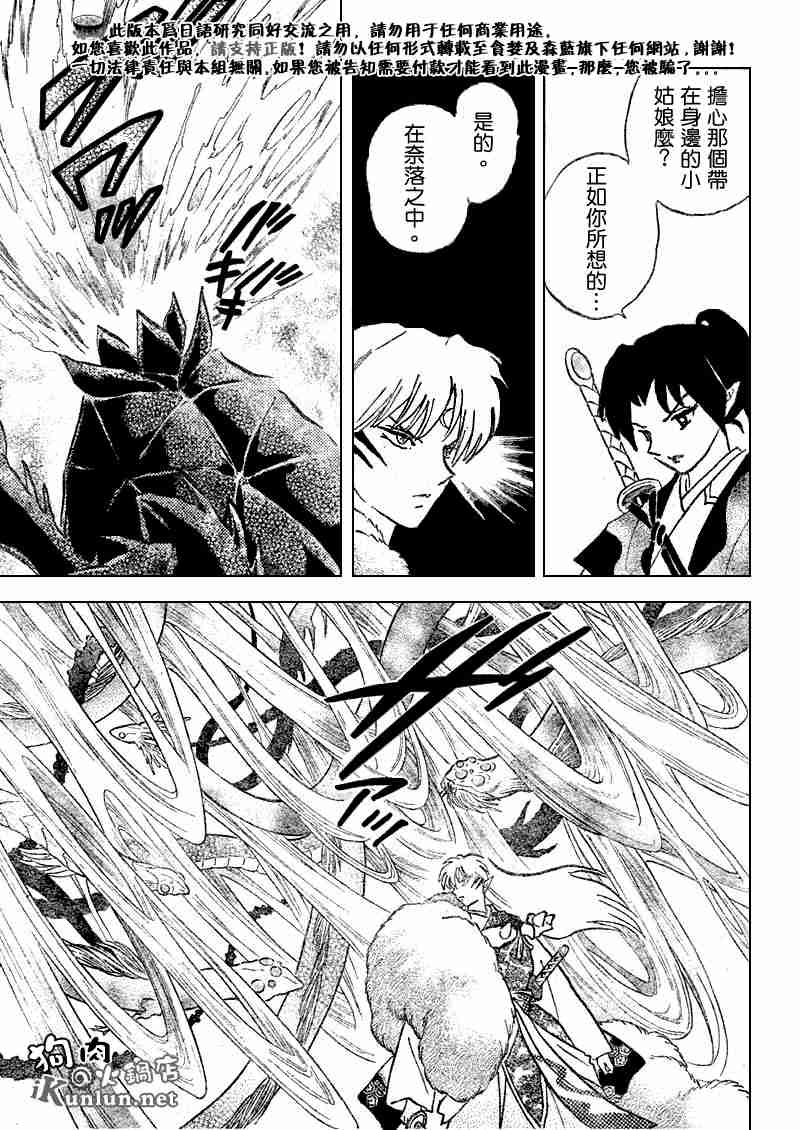 此版本爲日語研究同好交流之用，請勿用于任何商業用途。
如您喜歡此作品，請支持正版！請勿以任何形式轉載至貪婪及森藍旗下任何網站，謝謝！
一切法律責任與本組無關，如果您被告知需要付款才能看到此漫畫，那麼，您被騙了...
擔心那個帶
在身邊的小
姑娘麼？
正如你所想的…
是的。
在奈落之中。
狗肉
の火鍋店
iKunlun.net